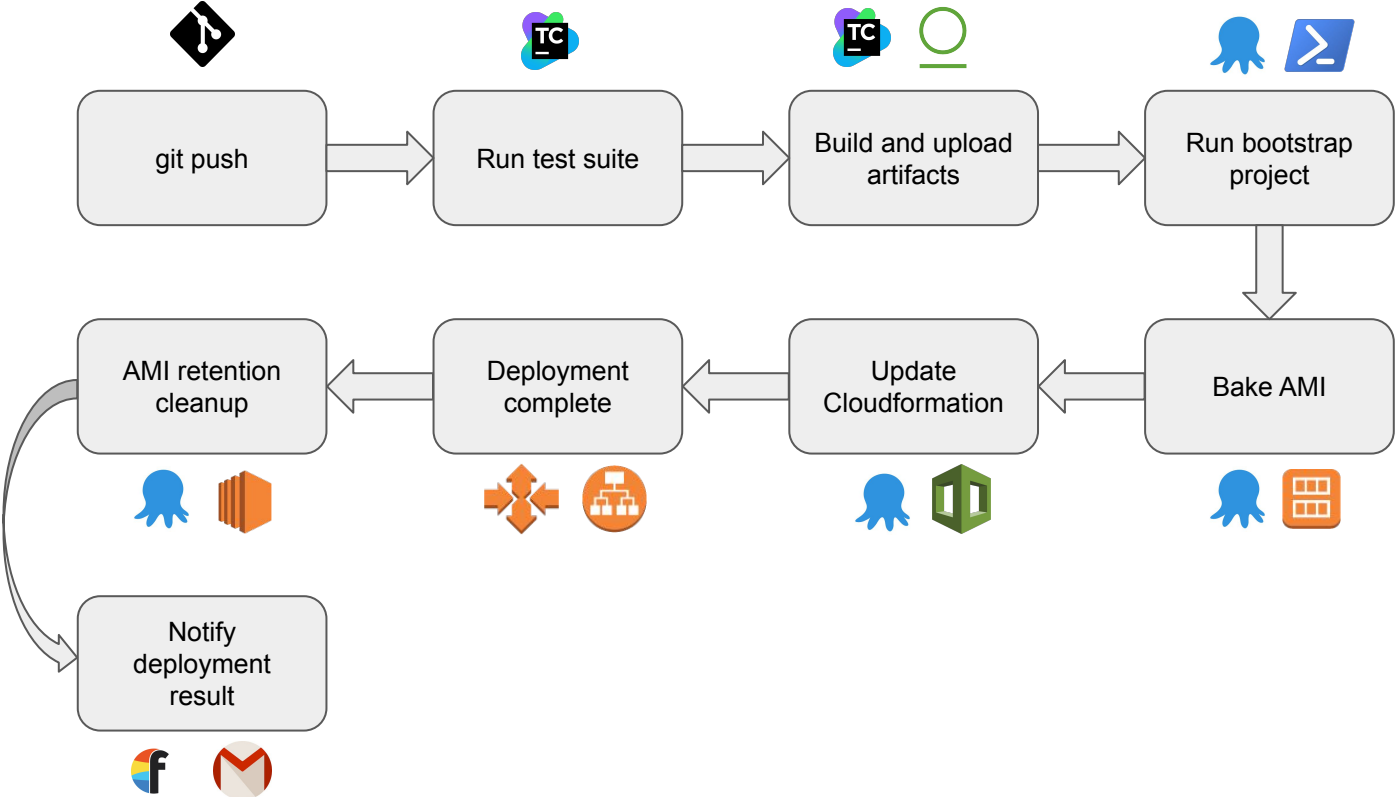 TC
TC
git push
Run test suite
Build and upload
artifacts
Run bootstrap
project
AMI retention
cleanup
Deployment
complete
Update
Cloudformation
Bake AMI
Notify
deployment
result
f